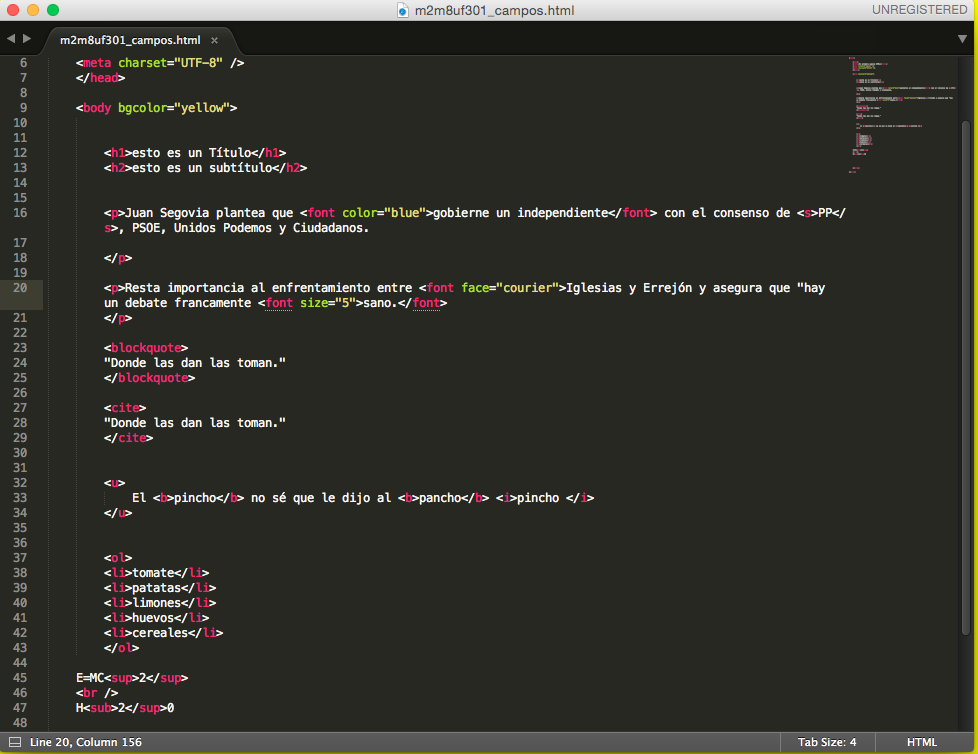 m2m8uf301_campos.html
UNREGISTERED
m2m8uf301_campos.html ×
6 <meta charset="UTF-8" />
7 </head>
8
9 <body bgcolor="yellow">
10
11
12 <h1>esto es un Título</h1>
13 <h2>esto es un subtítulo</h2>
14
15
16 <p>Juan Segovia plantea que <font color="blue">gobierne un independiente</font> con el consenso de <s>PP</
s>, PSOE, Unidos Podemos y Ciudadanos.
17
18 </p>
19
20 <p>Resta importancia al enfrentamiento entre <font face="courier">Iglesias y Errejón y asegura que "hay
un debate francamente <font size="5">sano.</font>
21 </p>
22
23 <blockquote>
24 "Donde las dan las toman."
25 </blockquote>
26
27 <cite>
28 "Donde las dan las toman."
29 </cite>
30
31
32 <u>
33 El <b>pincho</b> no sé que le dijo al <b>pancho</b> <i>pincho </i>
34 </u>
35
36
37 <ol>
38 <li>tomate</li>
39 <li>patatas</li>
40 <li>limones</li>
41 <li>huevos</li>
42 <li>cereales</li>
43 </ol>
44
45 E=MC<sup>2</sup>
46 <br />
47 H<sub>2</sup>0
48
Line 20, Column 156
Tab Size: 4
HTML